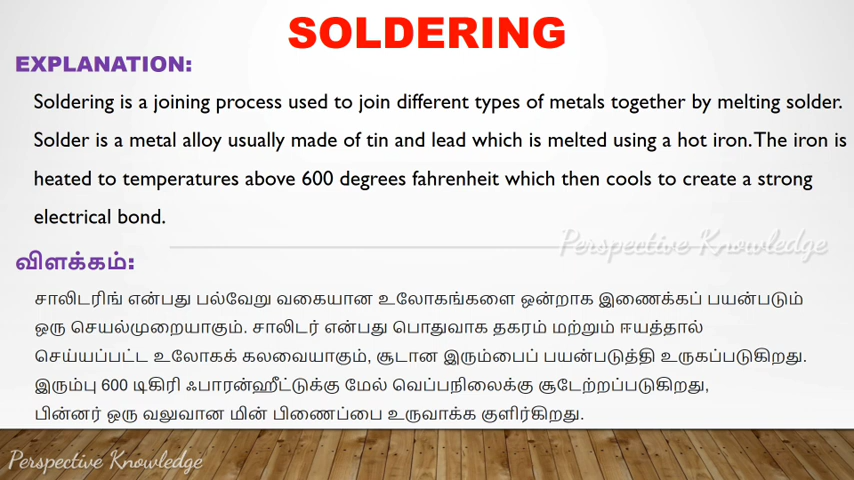 SOLDERING
EXPLANATION:
Soldering is a joining process used to join different types of metals together by melting solder.
Solder is a metal alloy usually made of tin and lead which is melted using a hot iron. The iron is
heated to temperatures above 600 degrees fahrenheit which then cools to create a strong
electrical bond.
Perspective Knowledge
விளக்கம்:
சாலிடரிங் என்பது பல்வேறு வகையான உலோகங்களை ஒன்றாக இணைக்கப் பயன்படும்
ஒரு செயல்முறையாகும். சாலிடர் என்பது பொதுவாக தகரம் மற்றும் ஈயத்தால்
செய்யப்பட்ட உலோகக் கலவையாகும், சூடான இரும்பைப் பயன்படுத்தி உருகப்படுகிறது.
இரும்பு 600 டிகிரி ஃபாரன்ஹீட்டுக்கு மேல் வெப்பநிலைக்கு சூடேற்றப்படுகிறது,
பின்னர் ஒரு வலுவான மின் பிணைப்பை உருவாக்க குளிர்கிறது.
Perspective Knowledge